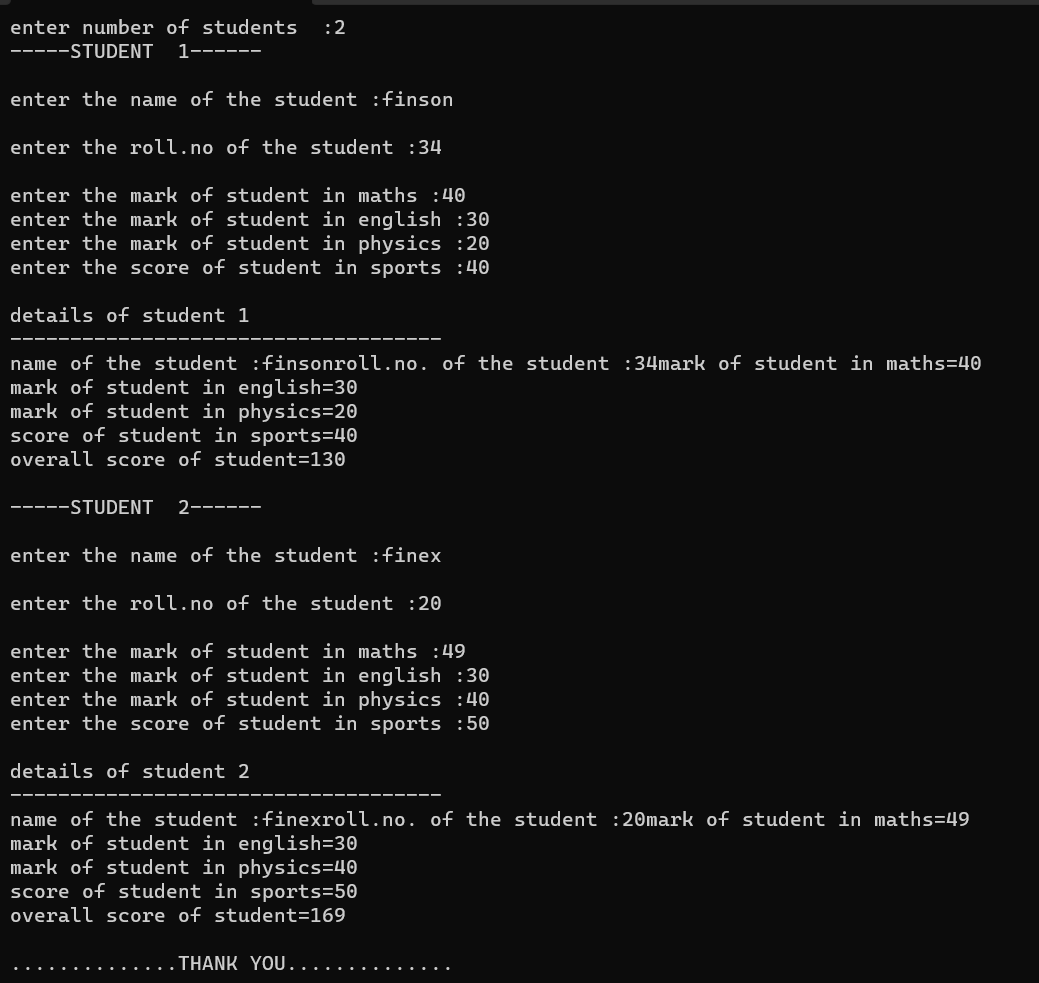 enter number of students  :2
-----STUDENT  1------
enter the name of the student :finson
enter the roll.no of the student :34
enter the mark of student in maths :40
enter the mark of student in english :30
enter the mark of student in physics :20
enter the score of student in sports :40
details of student 1
------------------------------------
name of the student :finsonroll.no. of the student :34mark of student in maths=40
mark of student in english=30
mark of student in physics=20
score of student in sports=40
overall score of student=130
-----STUDENT  2------
enter the name of the student :finex
enter the roll.no of the student :20
enter the mark of student in maths :49
enter the mark of student in english :30
enter the mark of student in physics :40
enter the score of student in sports :50
details of student 2
------------------------------------
name of the student :finexroll.no. of the student :20mark of student in maths=49
mark of student in english=30
mark of student in physics=40
score of student in sports=50
overall score of student=169
..............THANK YOU..............